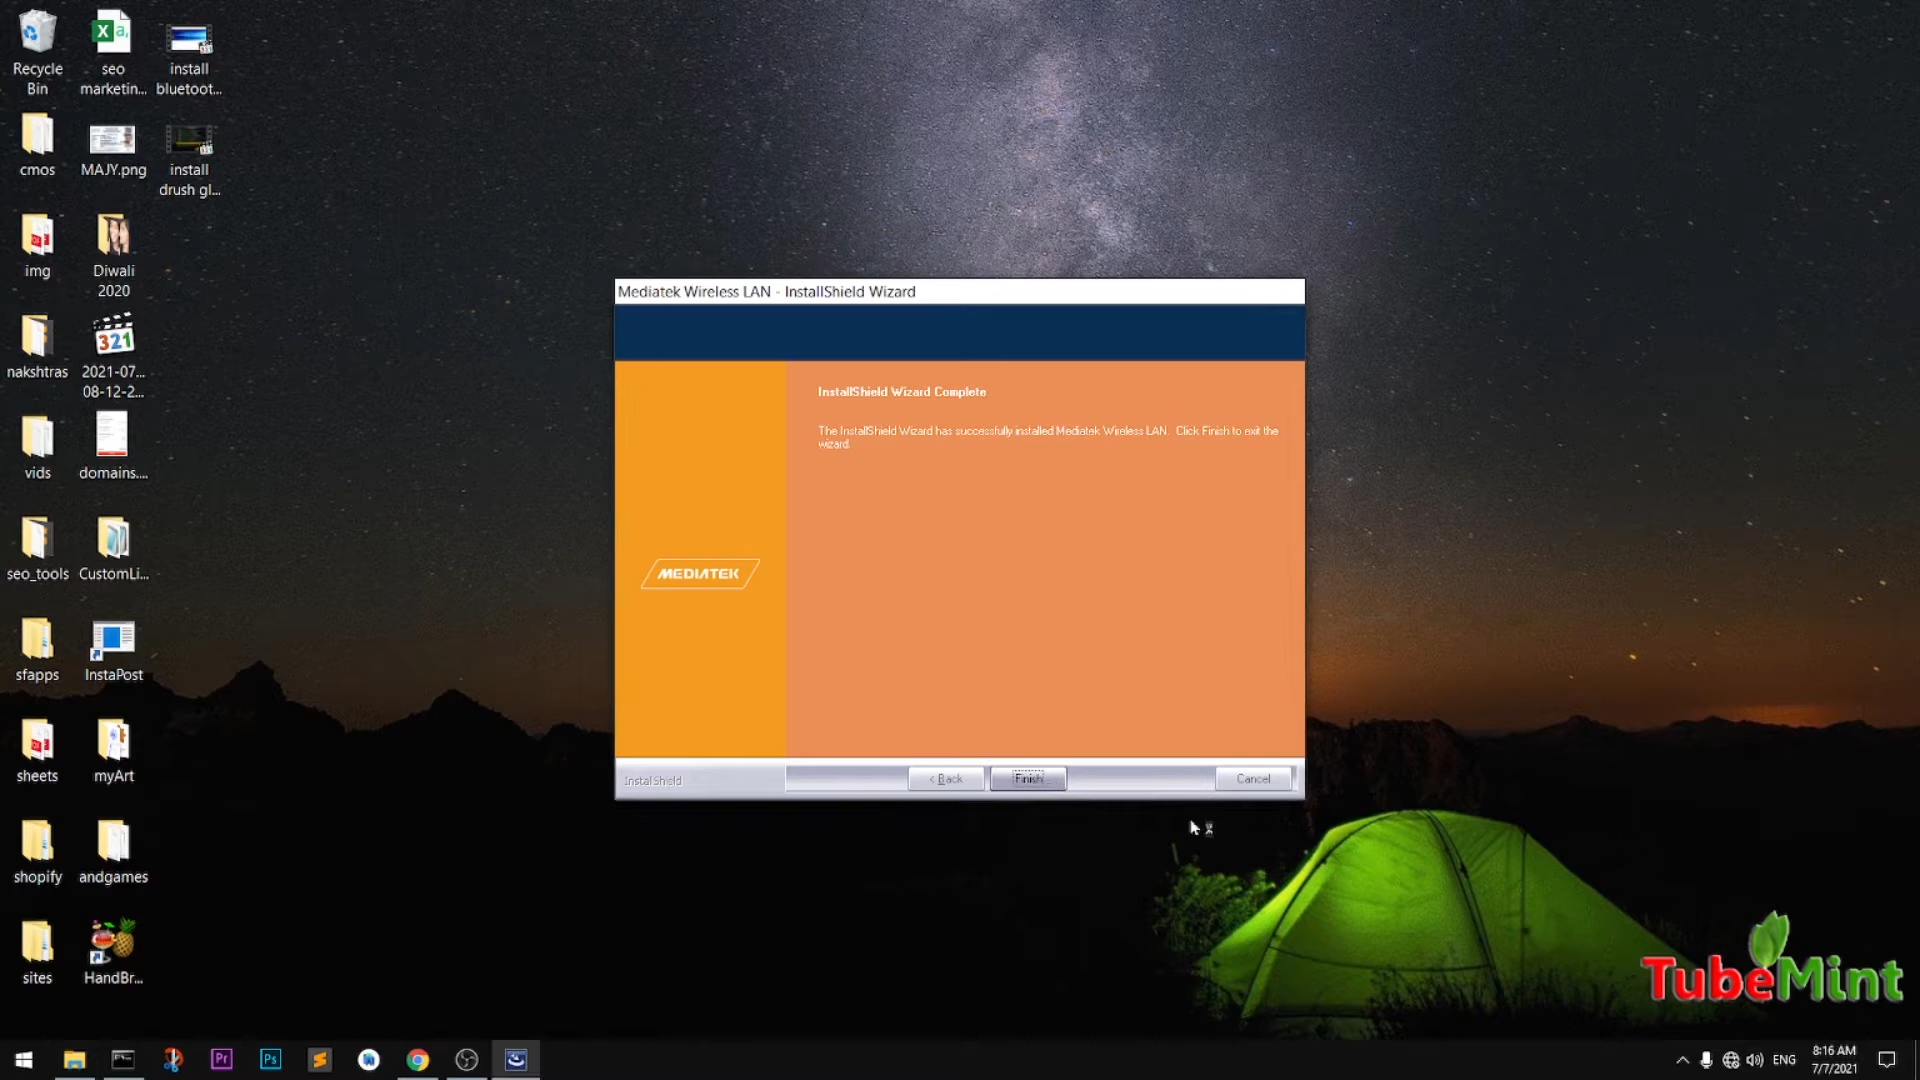 Recycle
Bin
seo
marketin...
install
bluetoot...
cmos
MAJY.png
install
drush gl...
img
Diwali
2020
nakshtras
321
2021-07...
08-12-2...
vids
domains....
seo_tools
CustomLi...
sfapps
InstaPost
sheets
myArt
shopify
andgames
sites
HandBr...
Mediatek Wireless LAN - InstallShield Wizard
InstallShield Wizard Complete
The InstallShield Wizard has successfully installed Mediatek Wireless LAN. Click Finish to exit the
wizard.
MEDIATEK
InstallShield
< Back
Finish
Cancel
TubeMint
Pr
Ps
ENG
8:16 AM
7/7/2021